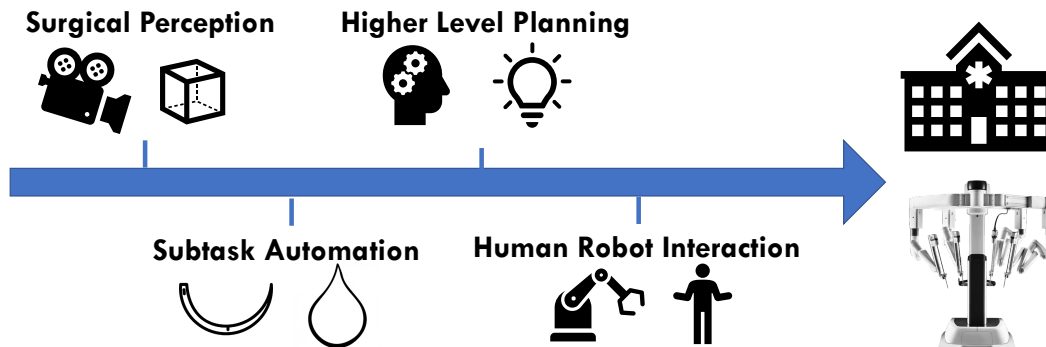 Surgical Perception
Higher Level Planning
Subtask Automation
Human Robot Interaction